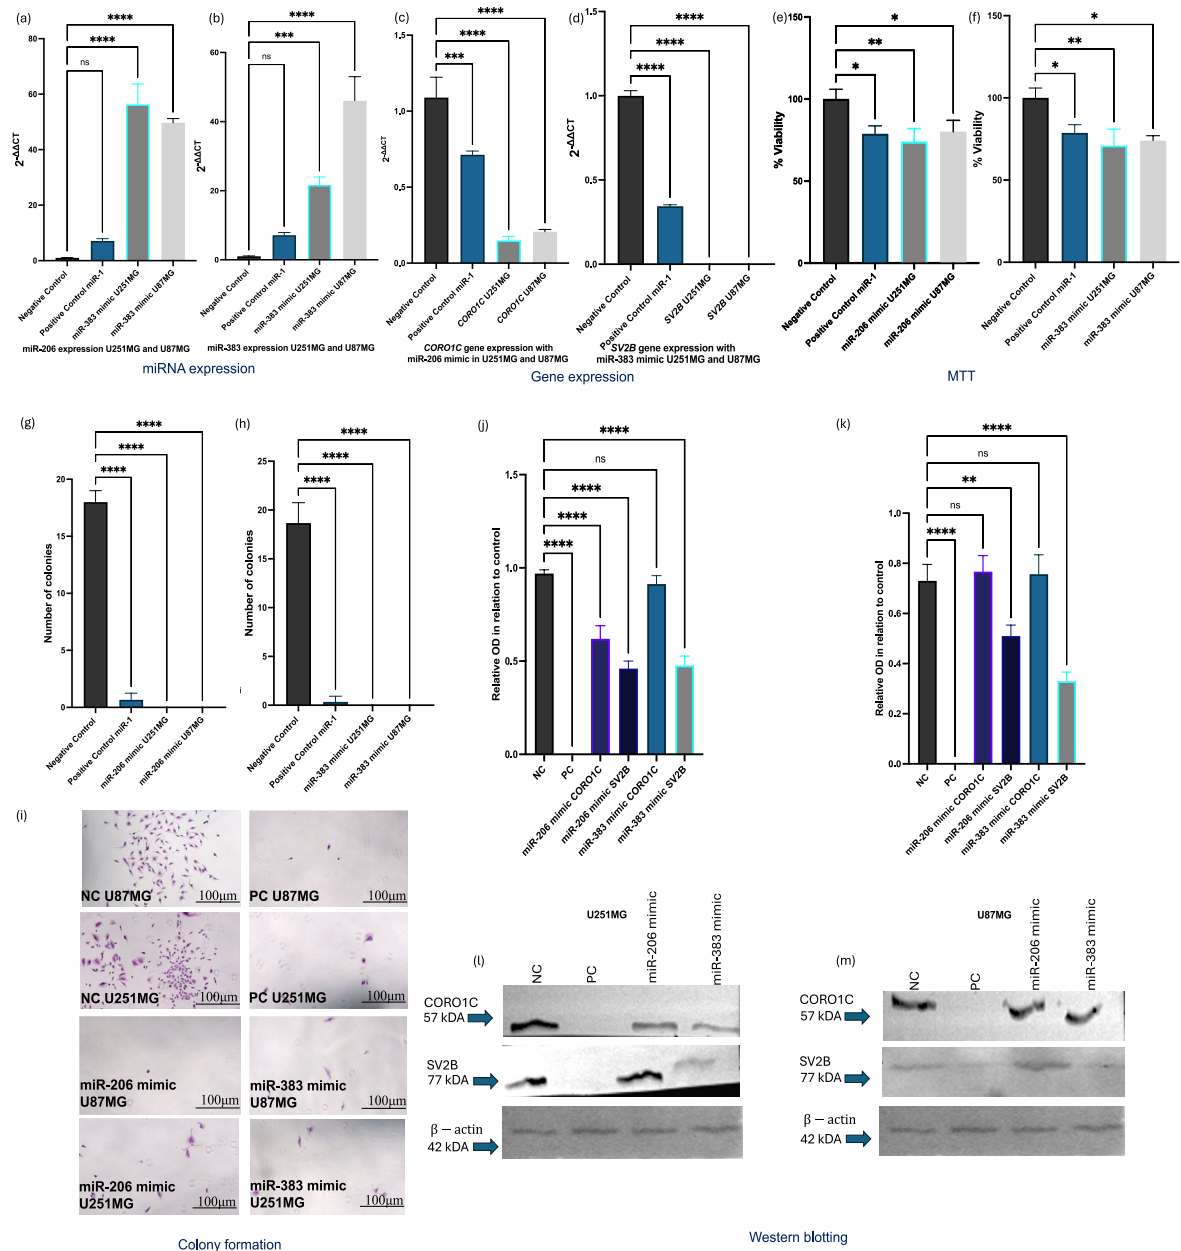 (a)
****
****
ns
2-ΔΔCT
80
60
40
20
0
Negative Control
Positive Control miR-1
miR-383 mimic U251MG
miR-383 mimic U87MG
miR-206 expression U251MG and U87MG
(b)
****
***
ns
2-ΔΔCT
80
60
40
20
0
Negative Control
Positive Control miR-1
miR-383 mimic U251MG
miR-383 mimic U87MG
miR-383 expression U251MG and U87MG
miRNA expression
(c)
****
****
***
2-ΔΔCT
1,5
1,0
0,5
0,0
Negative Control
Positive Control miR-1
CORO1C U251MG
CORO1C U87MG
CORO1C gene expression with
miR-206 mimic in U251MG and U87MG
(d)
****
****
****
2-ΔΔCT
1.5
1.0
0.5
0.0
Negative Control
Positive Control miR-1
SV2B U251MG
SV2B U87MG
SV2B gene expression with
miR-383 mimic U251MG and U87MG
Gene expression
(e)
*
**
*
% Viability
150
100
50
0
Negative Control
Positive Control miR-1
miR-206 mimic U251MG
miR-206 mimic U87MG
(f)
*
**
*
% Viability
150
100
50
0
Negative Control
Positive Control miR-1
miR-383 mimic U251MG
miR-383 mimic U87MG
MTT
(g)
****
****
****
Number of colonies
20
15
10
5
0
Negative Control
Positive Control miR-1
miR-206 mimic U251MG
miR-206 mimic U87MG
(h)
****
****
****
Number of colonies
25
20
15
10
5
0
i
Negative Control
Positive Control miR-1
miR-383 mimic U251MG
miR-383 mimic U87MG
(j)
****
ns
****
****
****
Relative OD in relation to control
1.5
1.0
0.5
0.0
NC
PC
miR-206 mimic CORO1C
miR-206 mimic SV2B
miR-383 mimic CORO1C
miR-383 mimic SV2B
(k)
****
ns
**
ns
****
Relative OD in relation to control
1.0
0.8
0.6
0.4
0.2
0.0
NC
PC
miR-206 mimic CORO1C
miR-206 mimic SV2B
miR-383 mimic CORO1C
miR-383 mimic SV2B
(i)
NC U87MG
100µm
PC U87MG
100µm
NC U251MG
100µm
PC U251MG
100µm
miR-206 mimic
U87MG
100µm
miR-383 mimic
U87MG
100µm
miR-206 mimic
U251MG
100µm
miR-383 mimic
U251MG
100µm
Colony formation
(l)
U251MG
NC
PC
miR-206 mimic
miR-383 mimic
CORO1C
57 kDA
SV2B
77 kDA
β – actin
42 kDA
(m)
U87MG
NC
PC
miR-206 mimic
miR-383 mimic
CORO1C
57 kDA
SV2B
77 kDA
β – actin
42 kDA
Western blotting